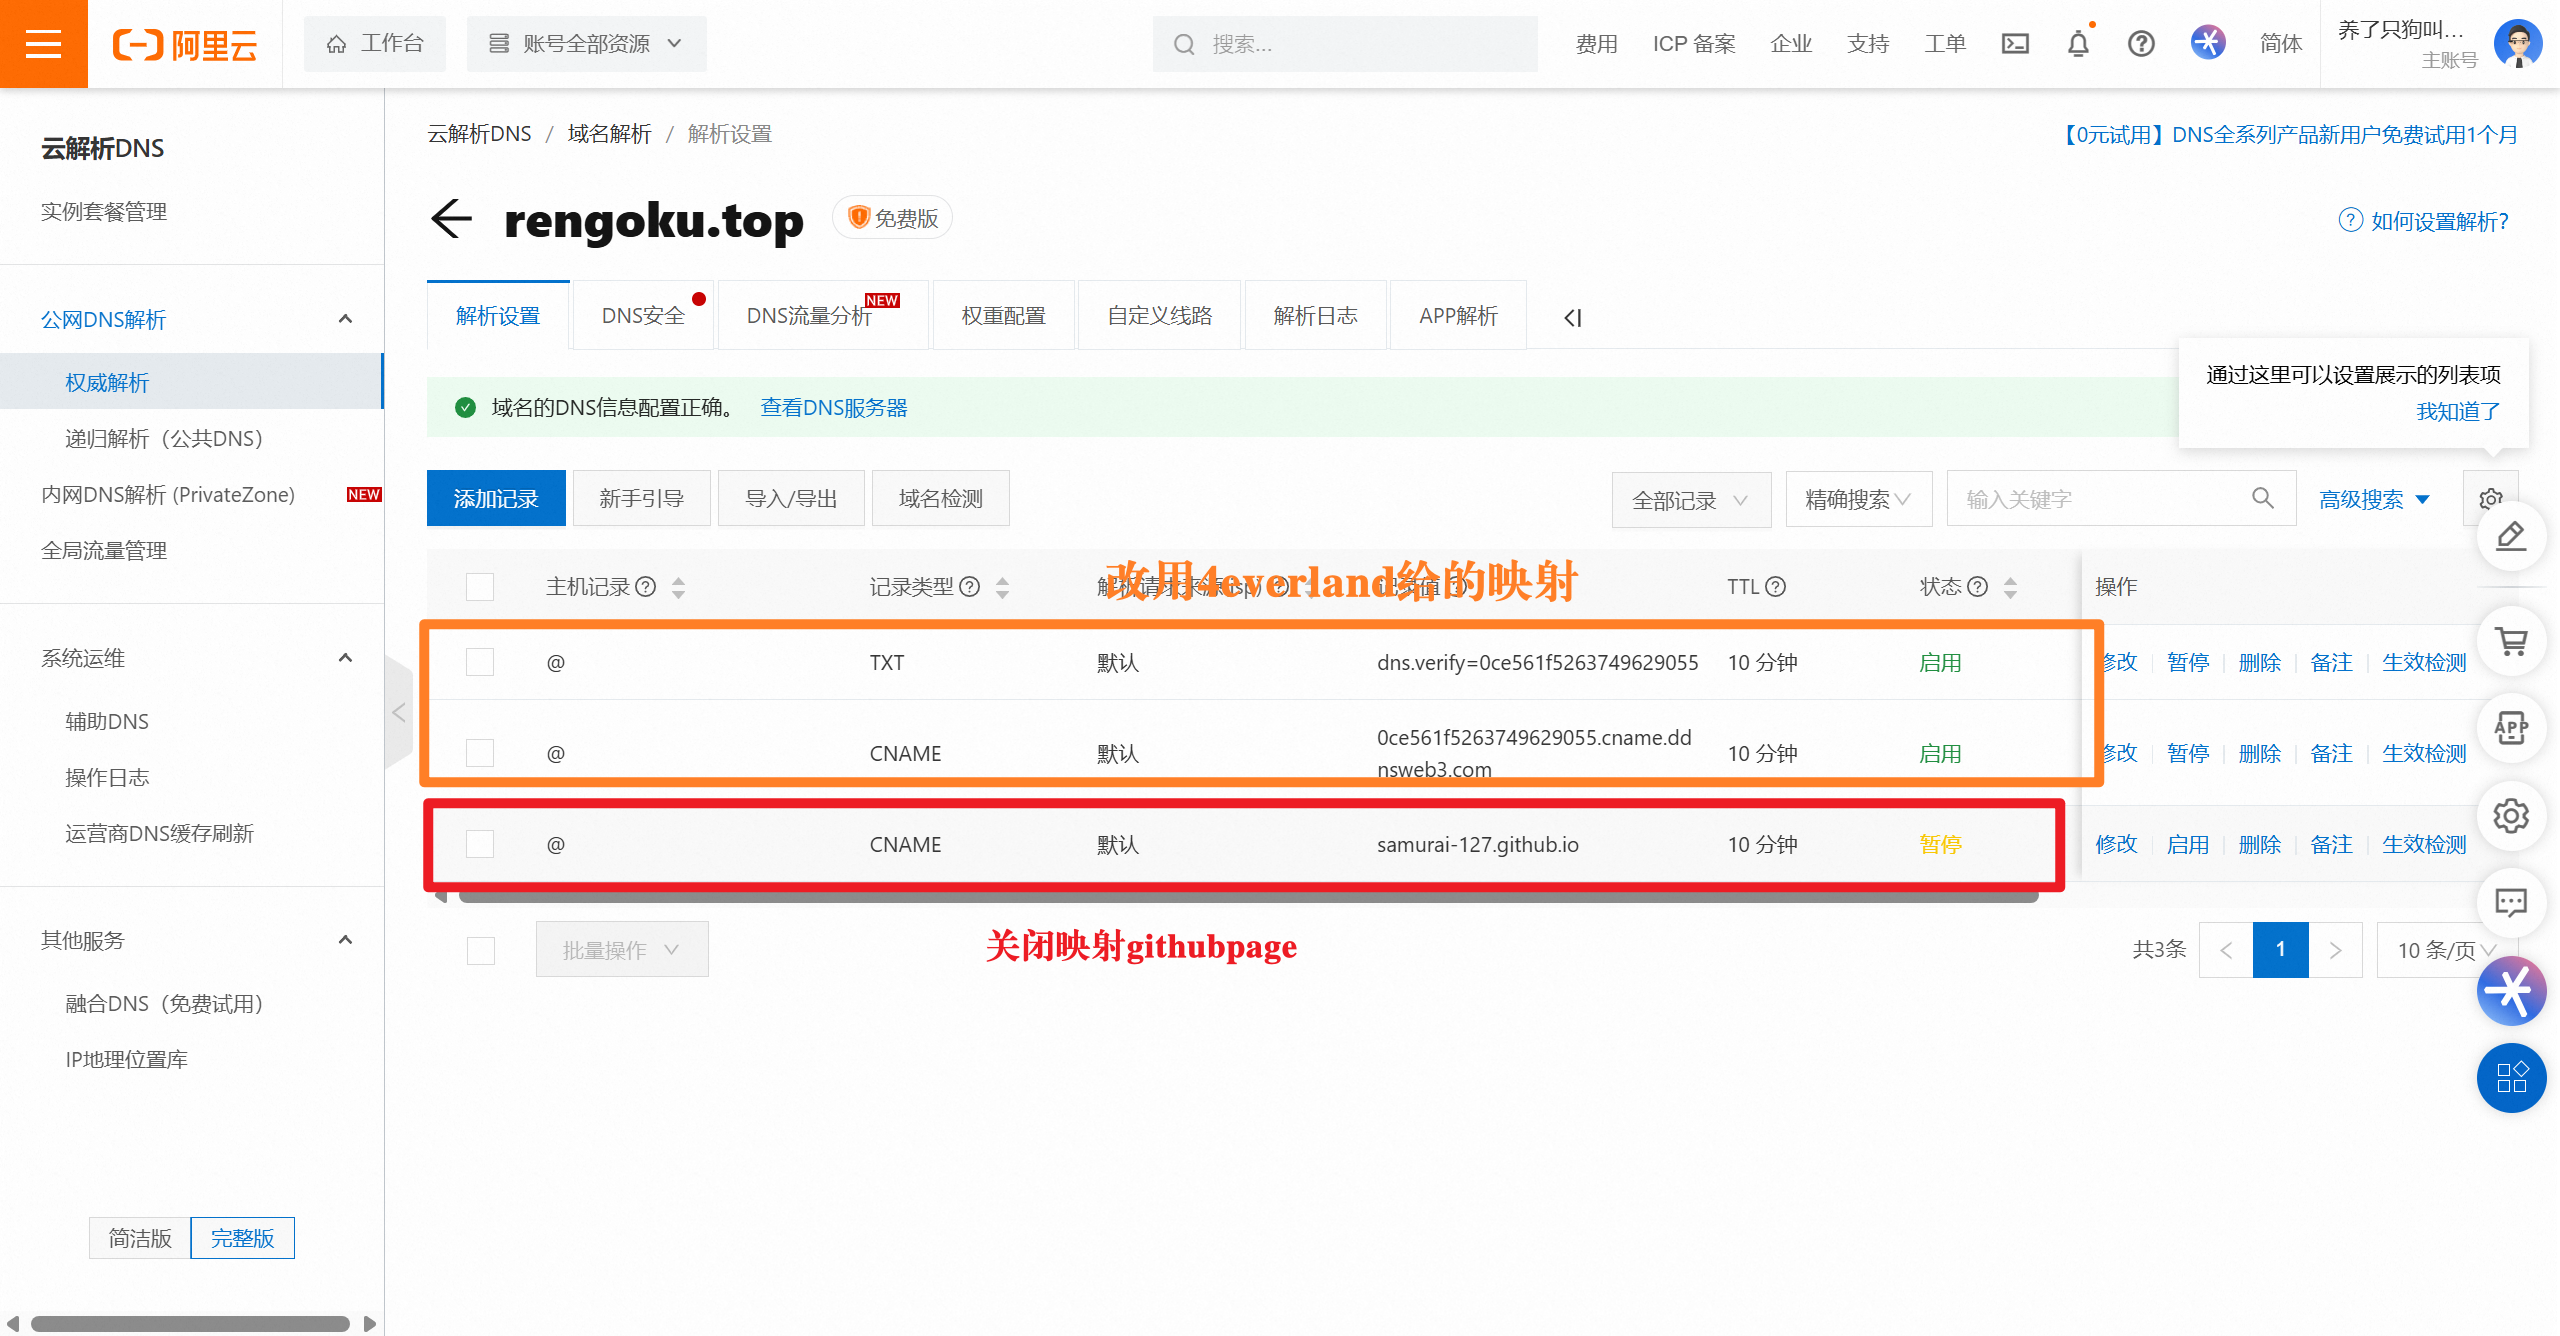 阿里云
工作台
账号全部资源
搜索...
费用
ICP 备案
企业
支持
工单
简体
养了只狗叫...
主账号
云解析DNS
实例套餐管理
公网DNS解析
权威解析
递归解析（公共DNS）
内网DNS解析 (PrivateZone)
NEW
全局流量管理
系统运维
辅助DNS
操作日志
运营商DNS缓存刷新
其他服务
融合DNS（免费试用）
IP地理位置库
简洁版
完整版
云解析DNS / 域名解析 / 解析设置
【0元试用】DNS全系列产品新用户免费试用1个月
rengoku.top
免费版
如何设置解析?
解析设置
DNS安全
DNS流量分析
NEW
权重配置
自定义线路
解析日志
APP解析
通过这里可以设置展示的列表项
我知道了
域名的DNS信息配置正确。 查看DNS服务器
添加记录
新手引导
导入/导出
域名检测
全部记录
精确搜索
输入关键字
高级搜索
改用4everland给的映射
主机记录
记录类型
解析请求来源(isp)
记录值
TTL
状态
操作
@ TXT 默认 dns.verify=0ce561f5263749629055 10 分钟 启用 修改 暂停 删除 备注 生效检测
@ CNAME 默认 0ce561f5263749629055.cname.dd
nsweb3.com
10 分钟 启用 修改 暂停 删除 备注 生效检测
@ CNAME 默认 samurai-127.github.io 10 分钟 暂停 修改 启用 删除 备注 生效检测
批量操作
关闭映射githubpage
共3条
1
10 条/页
APP